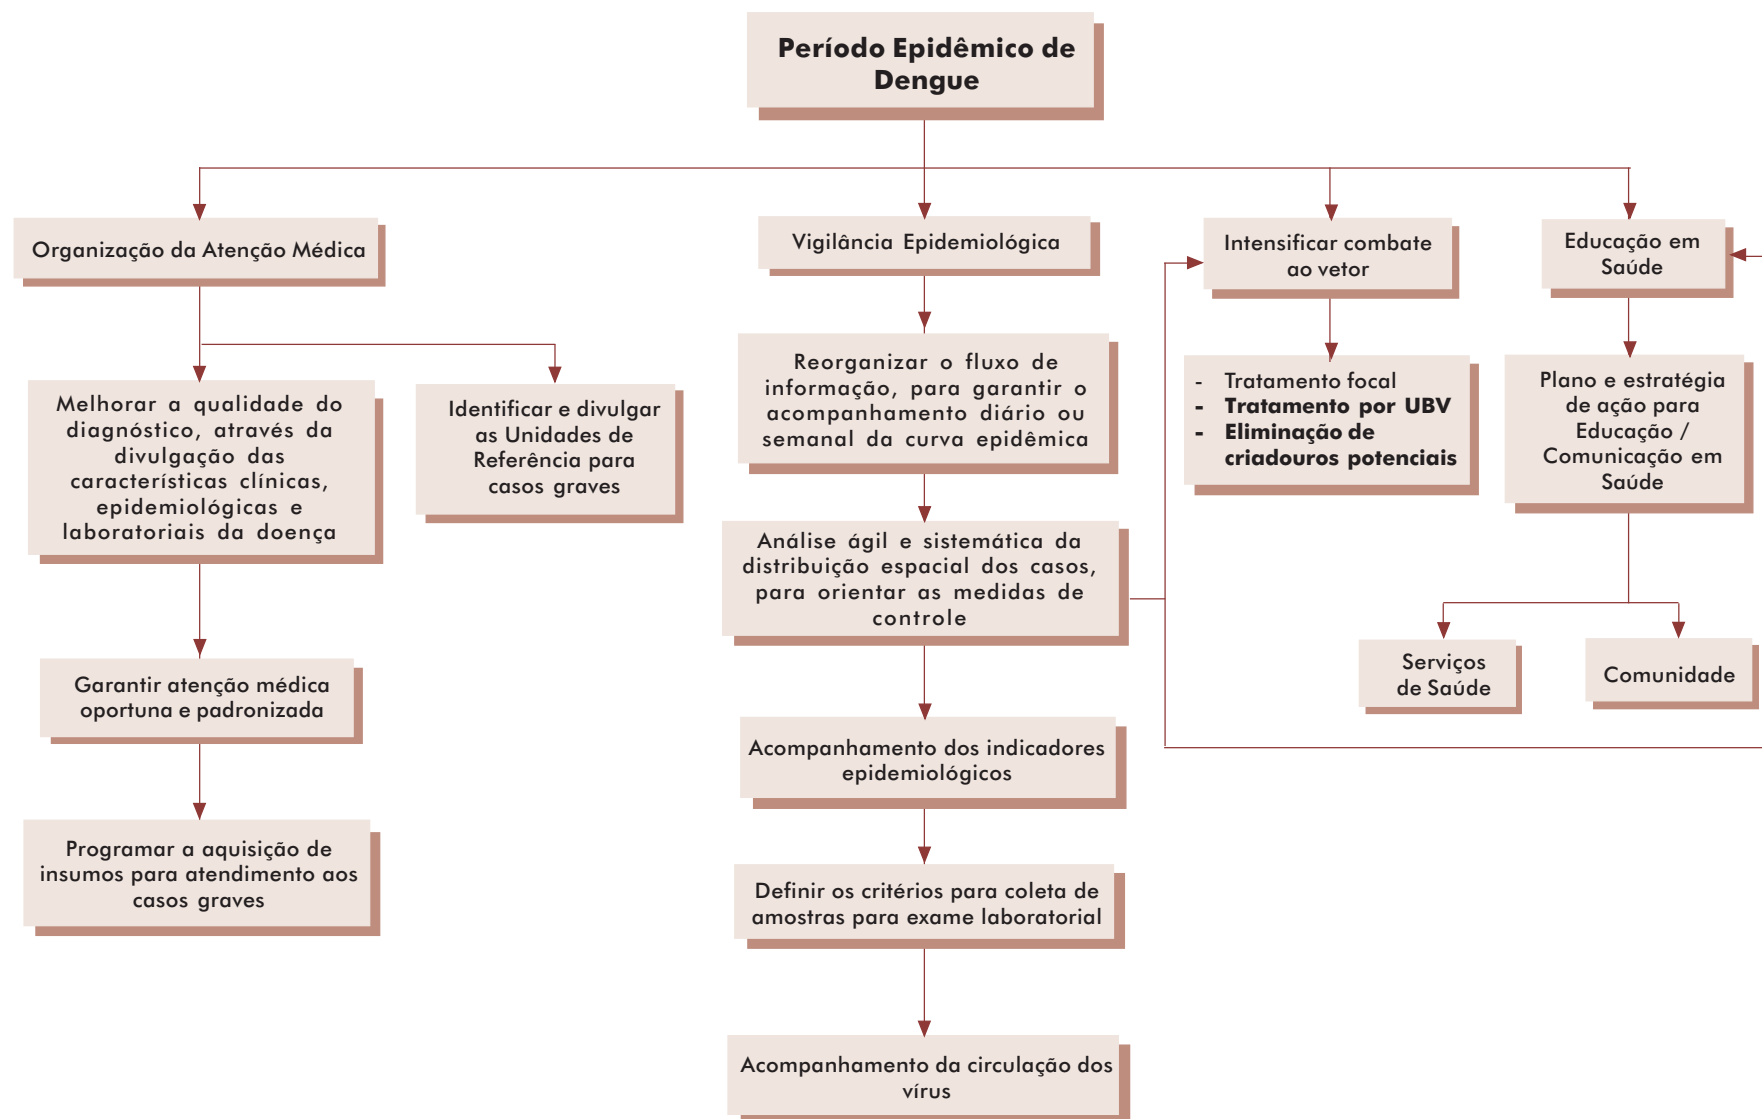 Período Epidêmico de
Dengue
Organização da Atenção Médica
Vigilância Epidemiológica
Intensificar combate
ao vetor
Educação em
Saúde
Melhorar a qualidade do
diagnóstico, através da
divulgação das
características clínicas,
epidemiológicas e
laboratoriais da doença
Identificar e divulgar
as Unidades de
Referência para
casos graves
Reorganizar o fluxo de
informação, para garantir o
acompanhamento diário ou
semanal da curva epidêmica
- Tratamento focal
- Tratamento por UBV
- Eliminação de
criadouros potenciais
Plano e estratégia
de ação para
Educação /
Comunicação em
Saúde
Análise ágil e sistemática da
distribuição espacial dos casos,
para orientar as medidas de
controle
Garantir atenção médica
oportuna e padronizada
Serviços
de Saúde
Comunidade
Acompanhamento dos indicadores
epidemiológicos
Programar a aquisição de
insumos para atendimento aos
casos graves
Definir os critérios para coleta de
amostras para exame laboratorial
Acompanhamento da circulação dos
vírus